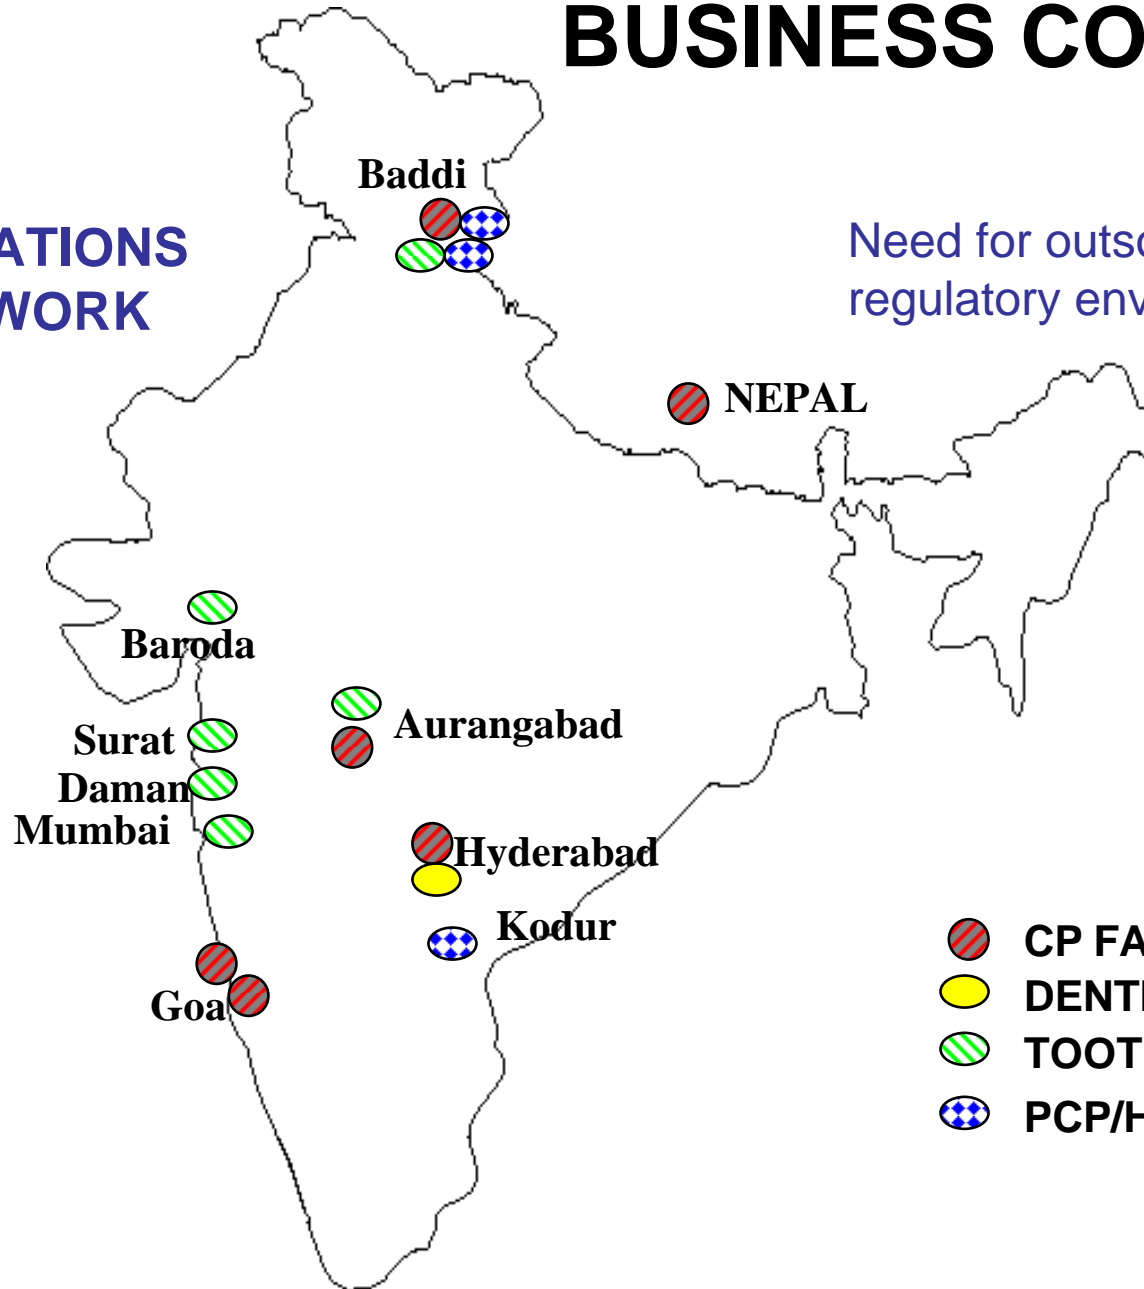 BUSINESS CO
Baddi
ATIONS
WORK
Need for outso
regulatory env
NEPAL
Baroda
Aurangabad
Surat
Daman
Mumbai
Hyderabad
Kodur
Goa
CP FA
DENTI
TOOT
PCP/H